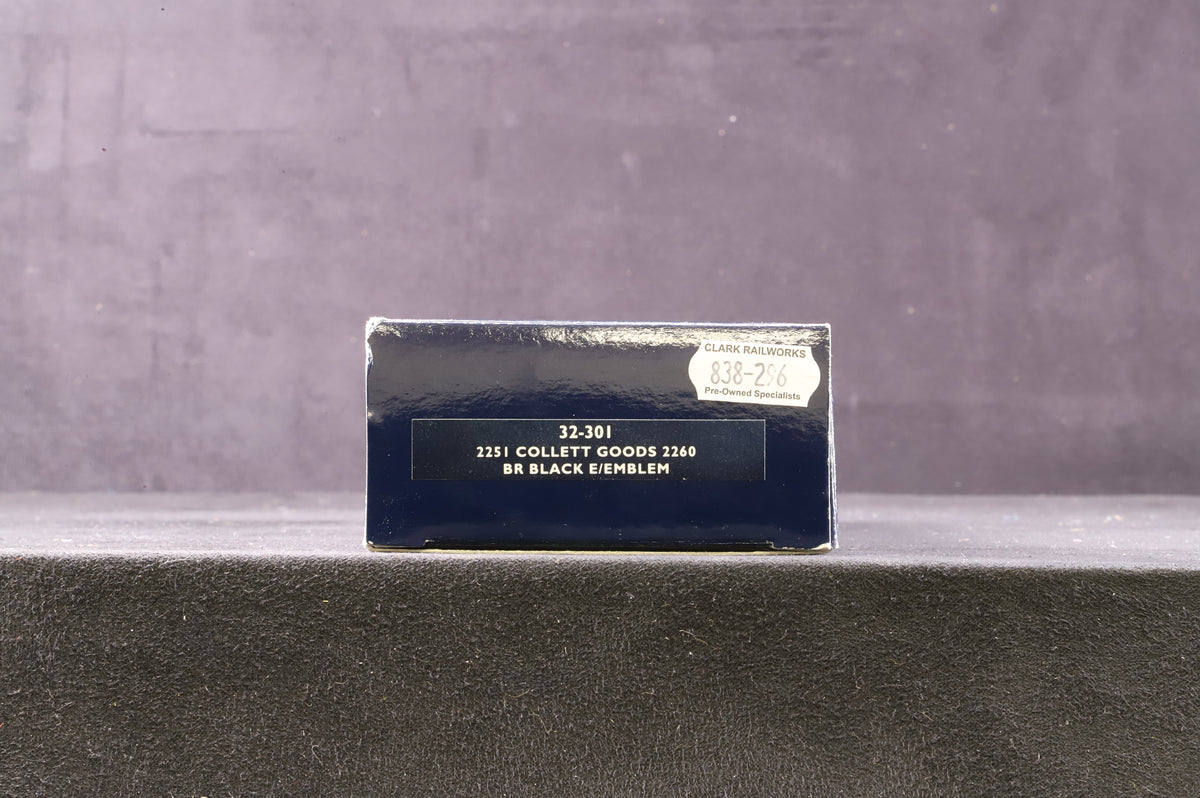 CLARK RAILWORKS
838-296
Pre-Owned Specialists
32-301
2251 COLLETT GOODS 2260
BR BLACK E/EMBLEM